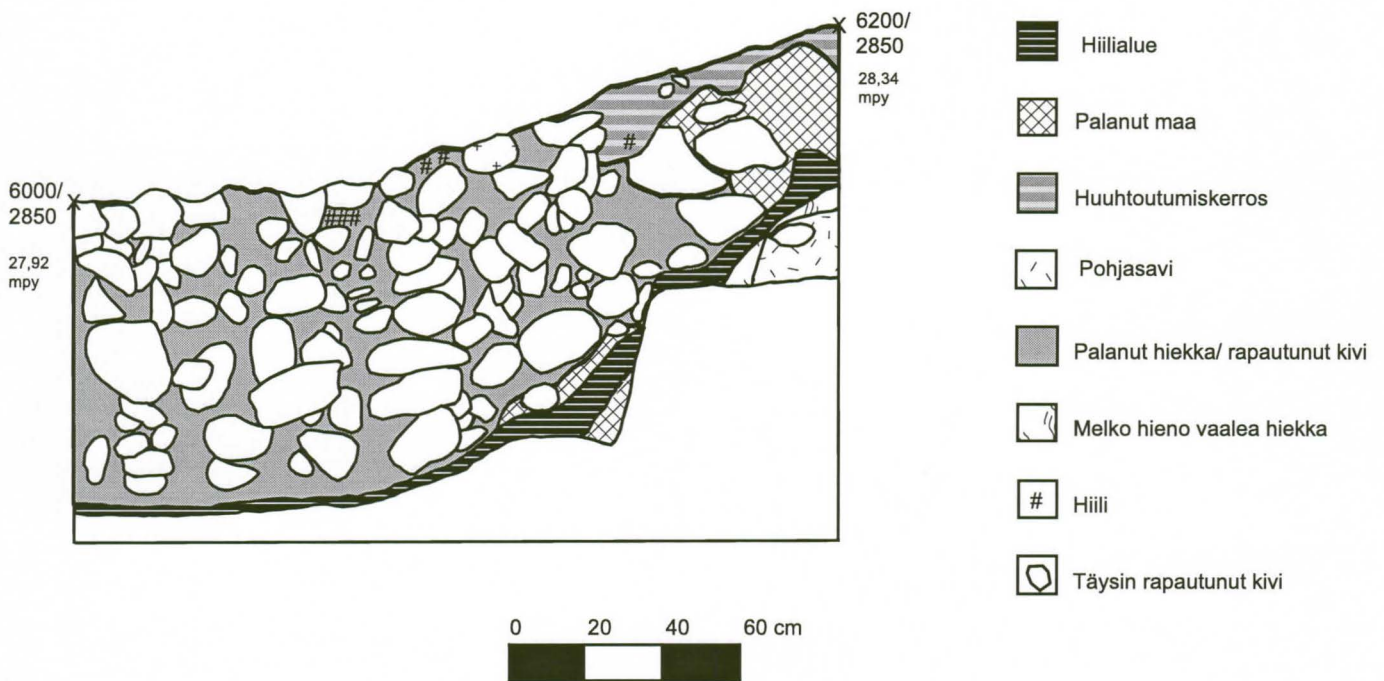 6200/
2850
28,34
mpy
6000/
2850
27,92
mpy
Hiilialue
Palanut maa
Huuhtoutumiskerros
Pohjasavi
Palanut hiekka/ rapautunut kivi
Melko hieno vaalea hiekka
# Hiili
Täysin rapautunut kivi
0 20 40 60 cm